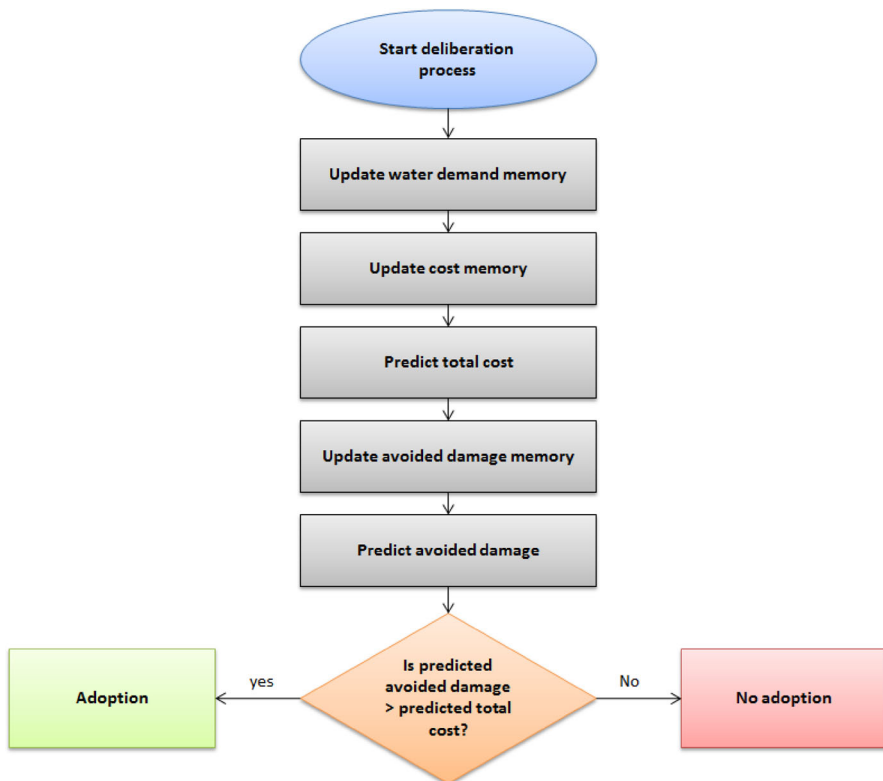 Start deliberation
process
Update water demand memory
Update cost memory
Predict total cost
Update avoided damage memory
Predict avoided damage
Is predicted
avoided damage
> predicted total
cost?
yes
No
Adoption
No adoption